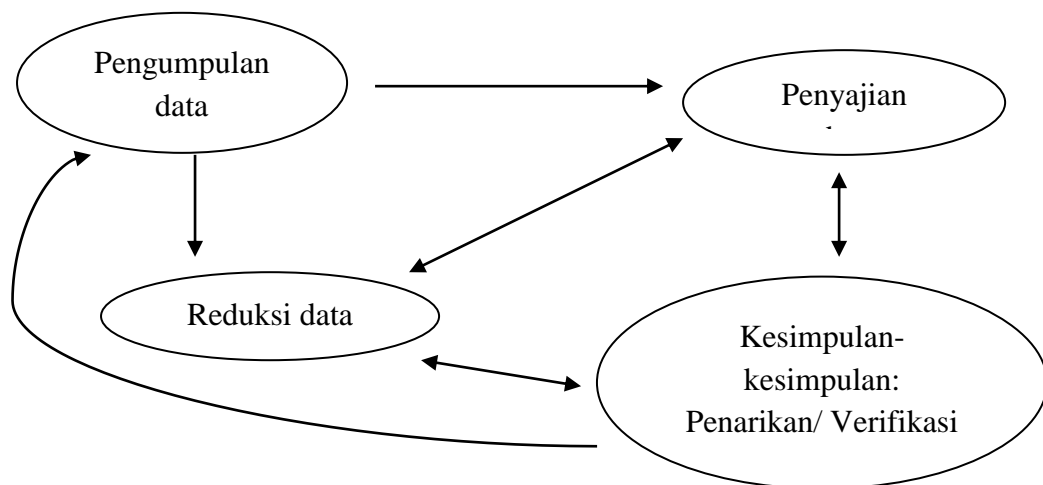 Pengumpulan
data
Penyajian
Reduksi data
Kesimpulan-
kesimpulan:
Penarikan/ Verifikasi